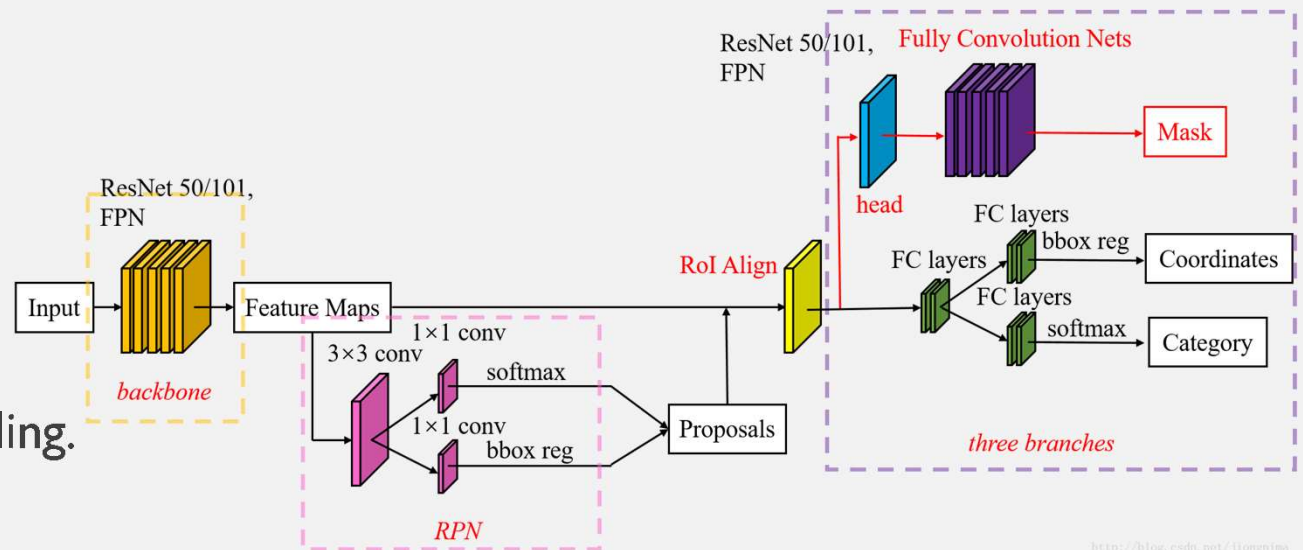 ResNet 50/101,
FPN
Fully Convolution Nets
Mask
head
ResNet 50/101,
FPN
FC layers
bbox reg
Coordinates
RoI Align
FC layers
FC layers
softmax
Category
Input
Feature Maps
backbone
1×1 conv
3×3 conv
softmax
1×1 conv
bbox reg
Proposals
RPN
three branches
ling.